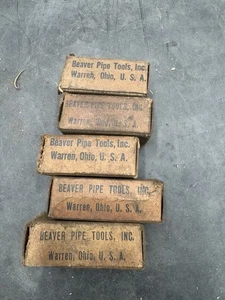 Beaver Pipe Tools, Inc.
Warren, Ohio, U. S. A.
BEAVER PIPE TOOLS, INC.
WARREN, OHIO, U. S. A.
Beaver Pipe Tools, Inc.
Warren, Ohio, U. S. A.
BEAVER PIPE TOOLS, INC.
Warren, Ohio, U. S. A.
BEAVER PIPE TOOLS, INC.
Warren, Ohio, U. S. A.